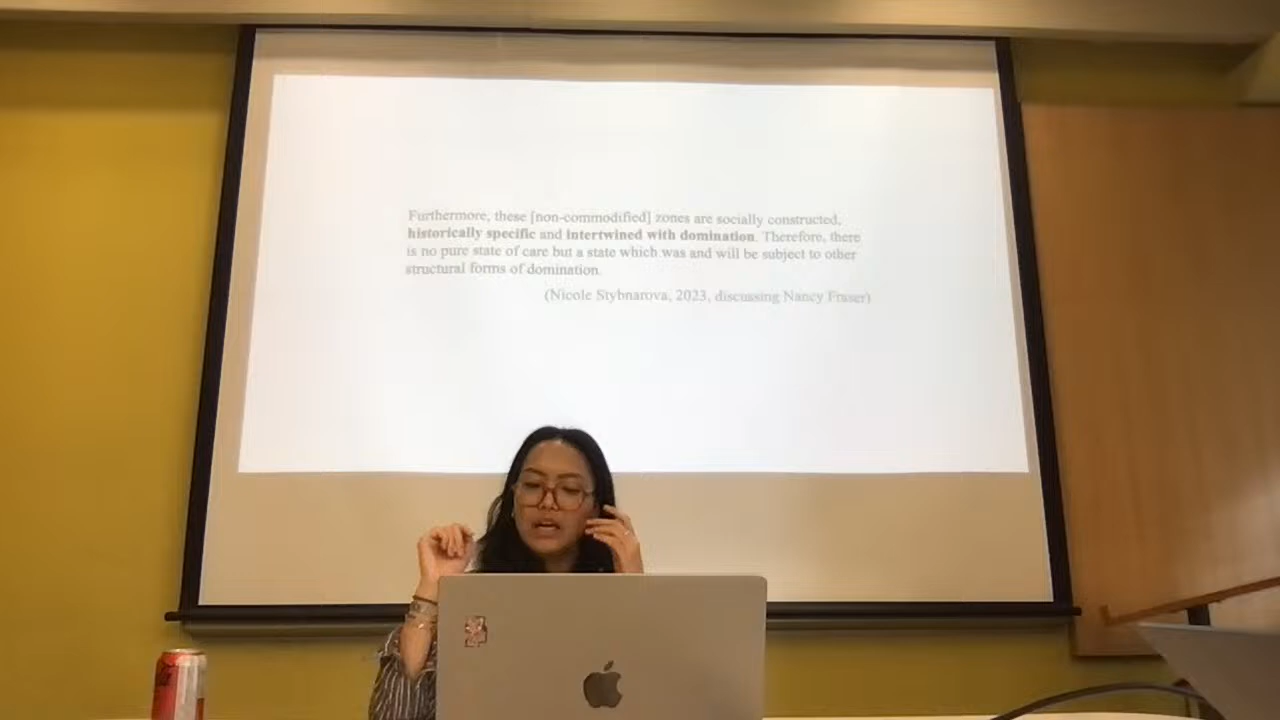 Furthermore, these [non-commodified] zones are socially constructed,
historically specific and intertwined with domination. Therefore, there
is no pure state of care but a state which was and will be subject to other
structural forms of domination.
(Nicole Stybnarova, 2023, discussing Nancy Fraser)